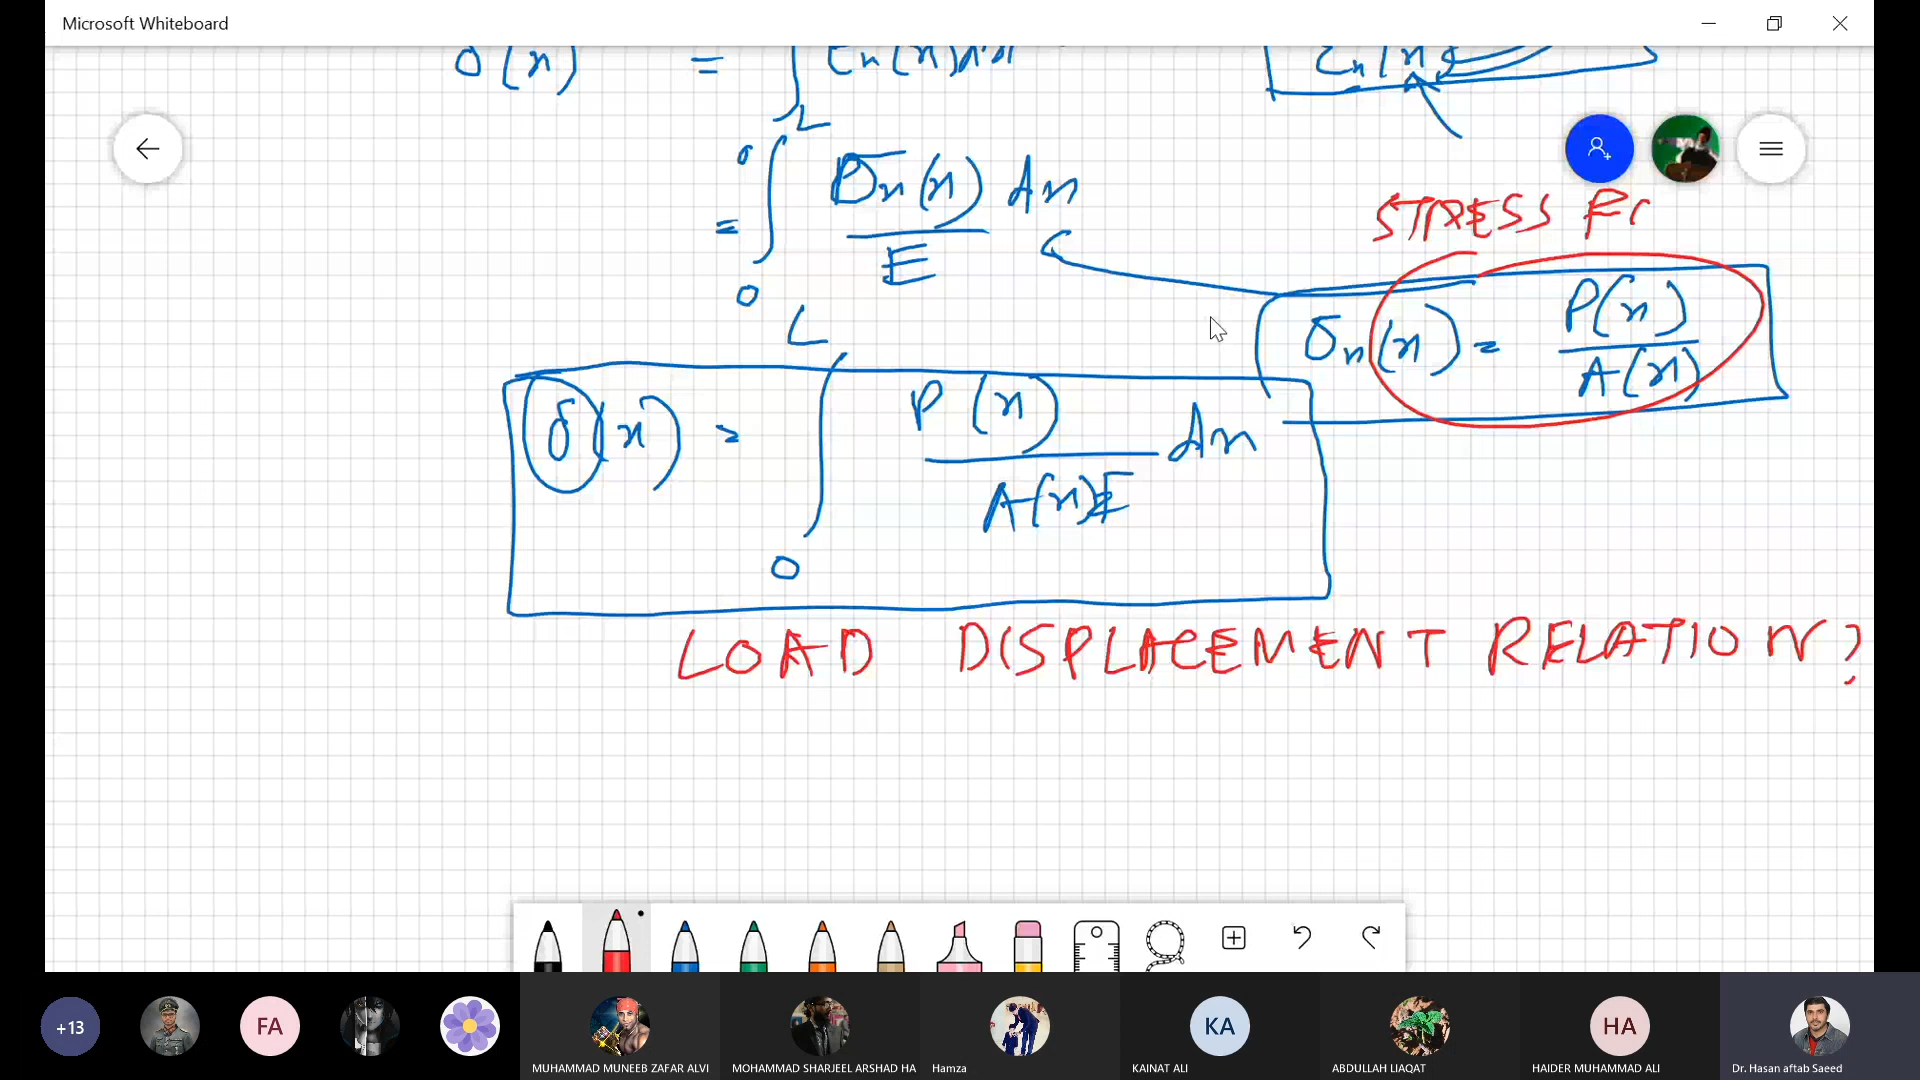 Microsoft Whiteboard
= ∫
L
= ∫ σx(x) dx
E
0
STRESS
σx(x) = P(x)
A(x)
L
δ(x) = ∫ P(x) dx
A(x)E
0
LOAD DISPLACEMENT RELATION?
+13
FA
MUHAMMAD MUNEEB ZAFAR ALVI
MOHAMMAD SHARJEEL ARSHAD HA
Hamza
KA
KAINAT ALI
ABDULLAH LIAQAT
HA
HAIDER MUHAMMAD ALI
Dr. Hasan aftab Saeed